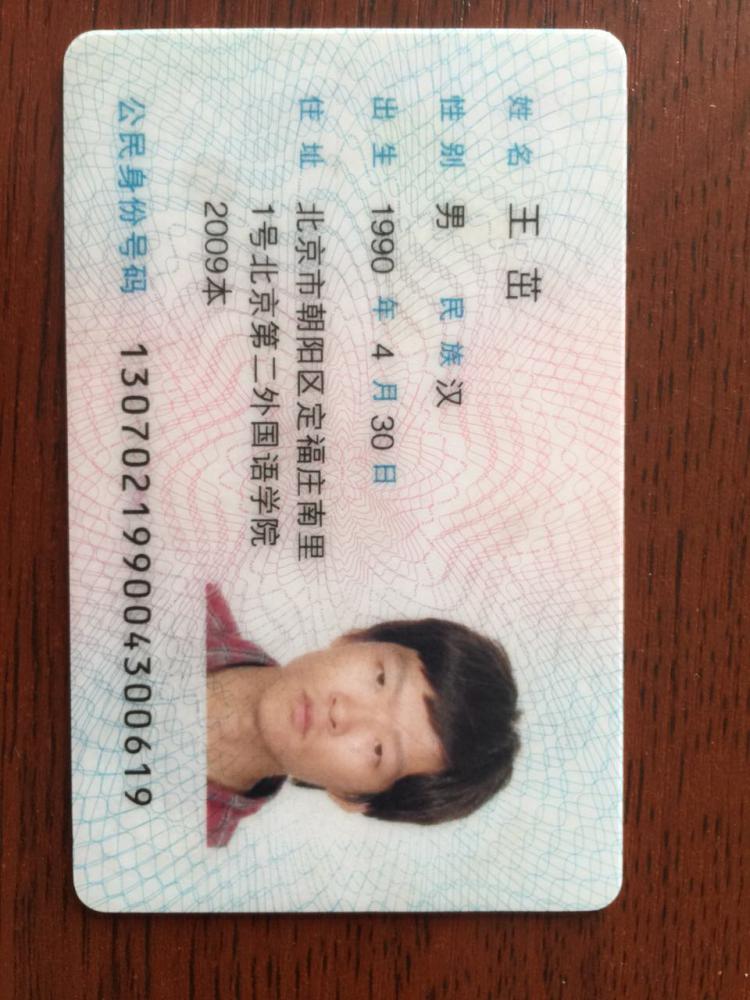 姓名 王茁
性别 男 民族 汉
出生 1990 年 4 月 30 日
住址 北京市朝阳区定福庄南里
1号北京第二外国语学院
2009本
公民身份号码 130702199004300619